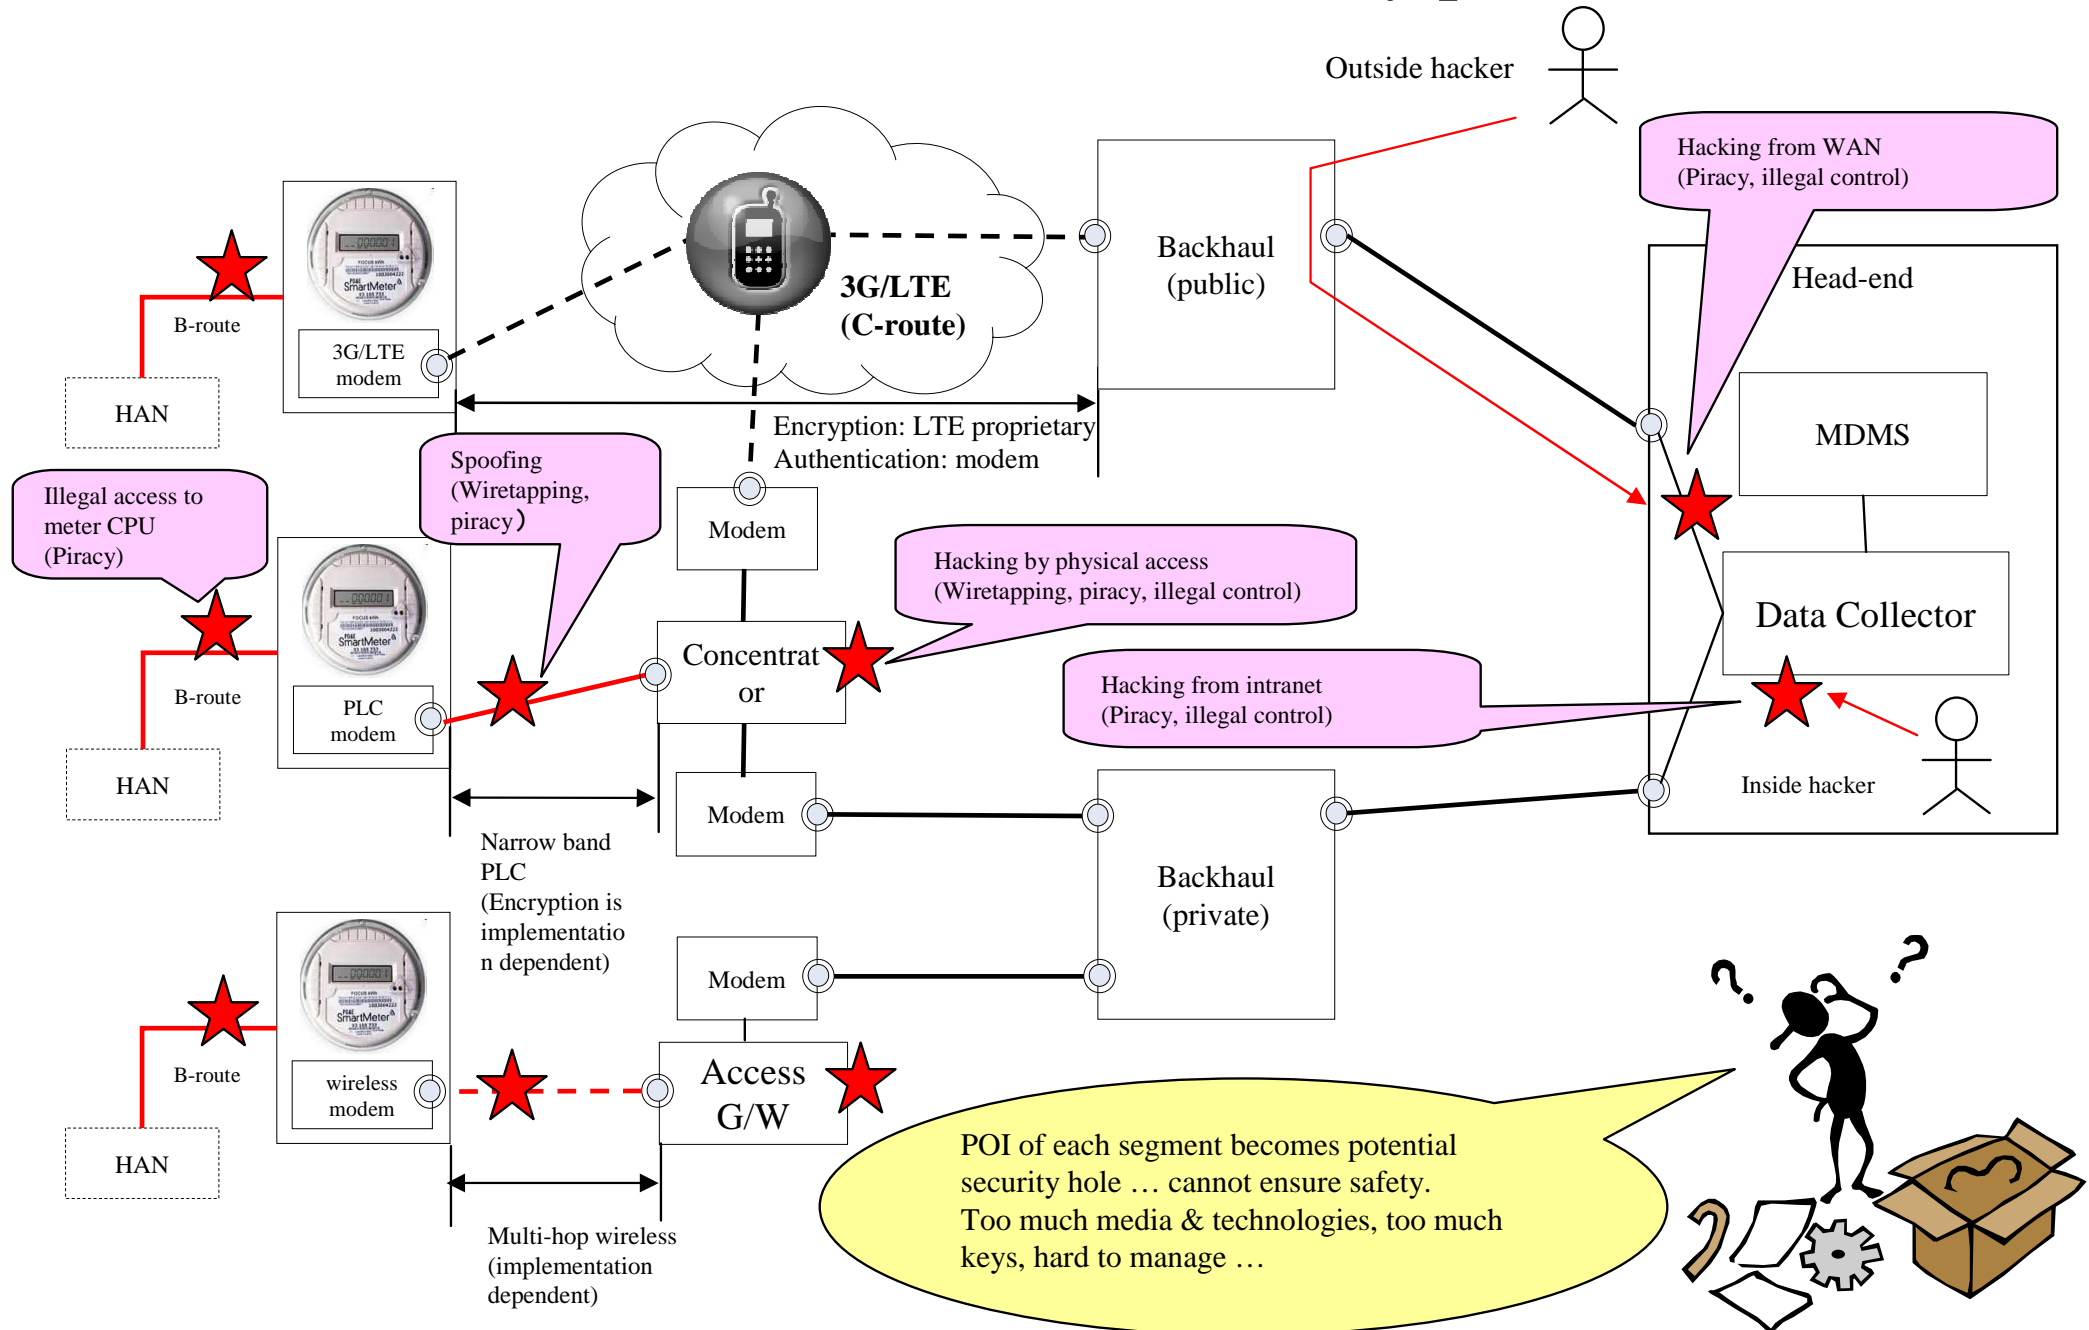 Outside hacker
Hacking from WAN
(Piracy, illegal control)
Backhaul
(public)
Head-end
3G/LTE
(C-route)
SmartMeter
B-route
3G/LTE
modem
HAN
MDMS
Encryption: LTE proprietary
Authentication: modem
Spoofing
(Wiretapping,
piracy)
Illegal access to
meter CPU
(Piracy)
Modem
Hacking by physical access
(Wiretapping, piracy, illegal control)
Data Collector
SmartMeter
Concentrat
or
B-route
PLC
modem
Hacking from intranet
(Piracy, illegal control)
HAN
Inside hacker
Modem
Narrow band
PLC
(Encryption is
implementatio
n dependent)
Backhaul
(private)
Modem
SmartMeter
B-route
wireless
modem
Access
G/W
HAN
POI of each segment becomes potential
security hole … cannot ensure safety.
Too much media & technologies, too much
keys, hard to manage …
Multi-hop wireless
(implementation
dependent)
? ?